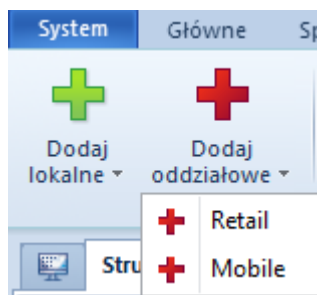 System Główne Sp
Dodaj Dodaj
lokalne oddziałowe
Retail
Stru
Mobile